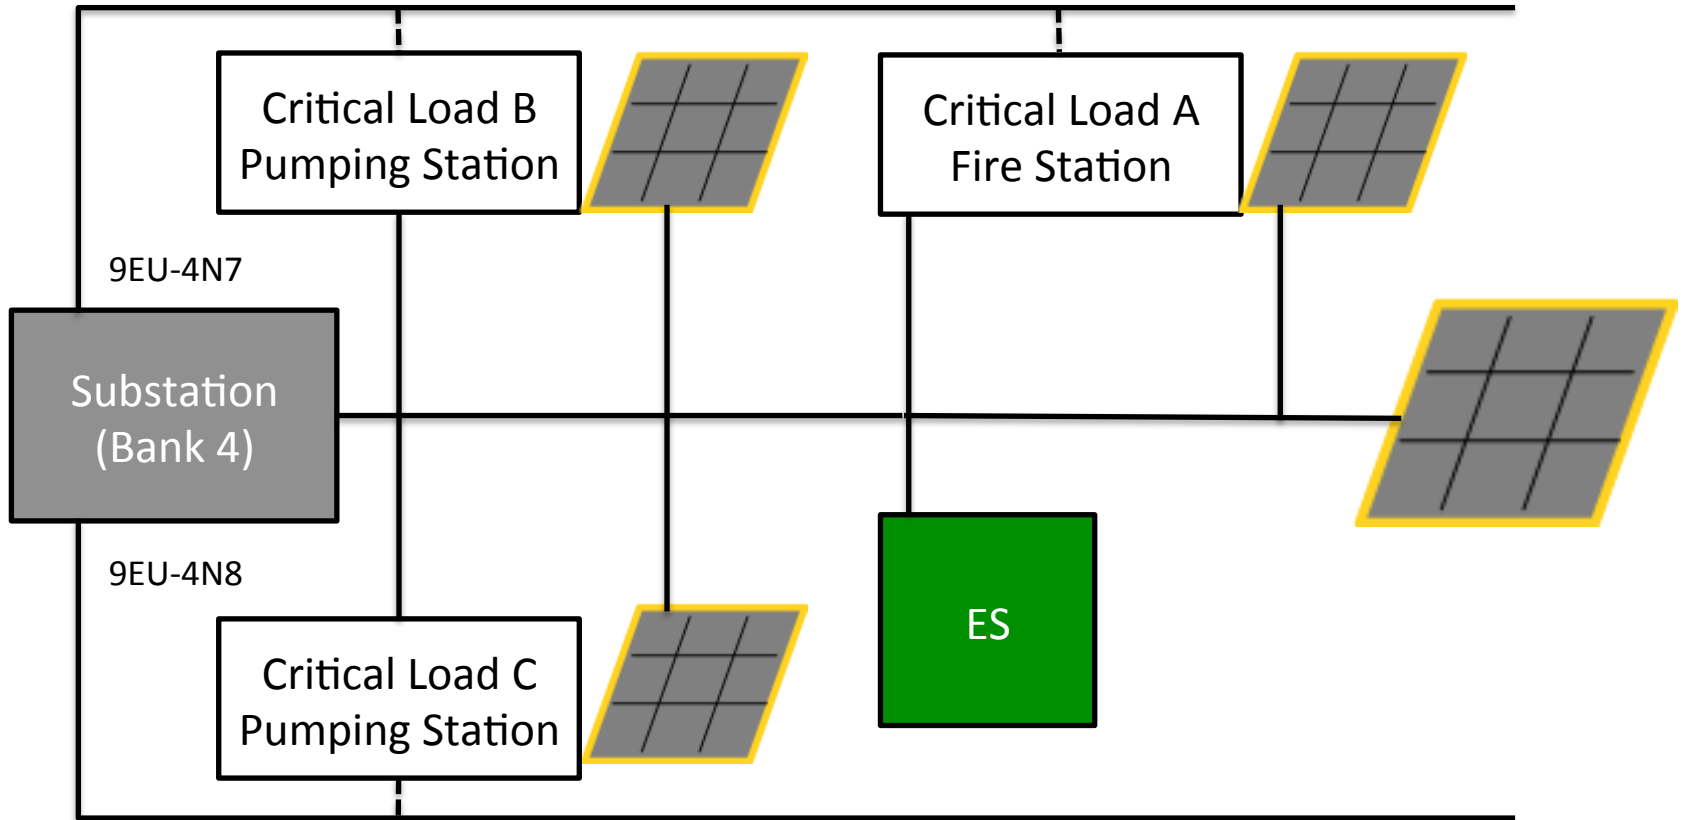 Critical Load B
Pumping Station
Critical Load A
Fire Station
9EU-4N7
Substation
(Bank 4)
9EU-4N8
ES
Critical Load C
Pumping Station